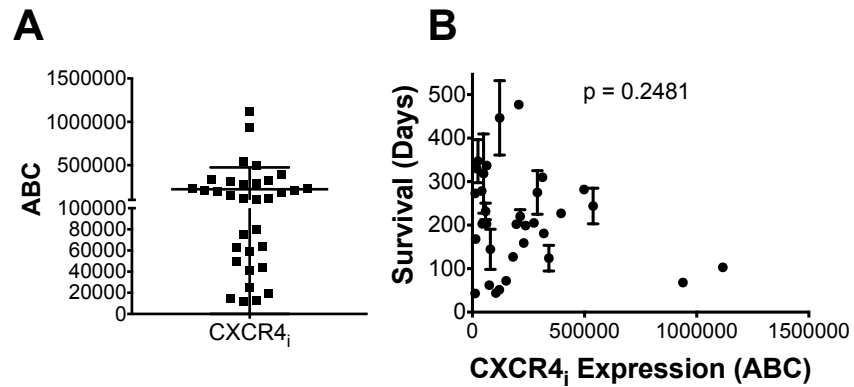 A
1500000
1000000
500000
100000
80000
60000
40000
20000
0
ABC
CXCR4i
B
p = 0.2481
500
400
300
200
100
0
Survival (Days)
0 500000 1000000 1500000
CXCR4i Expression (ABC)